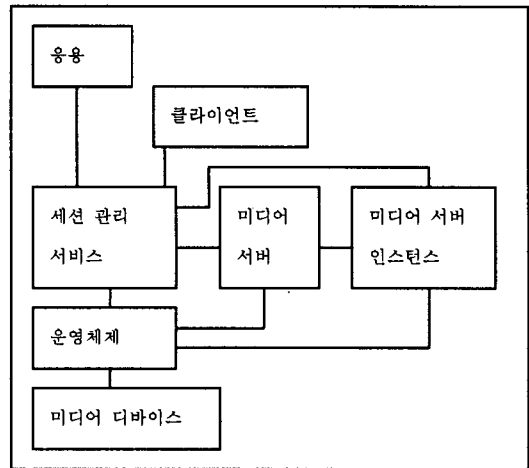 응용
클라이언트
세션 관리
서비스
미디어
서버
미디어 서버
인스턴스
운영체제
미디어 디바이스